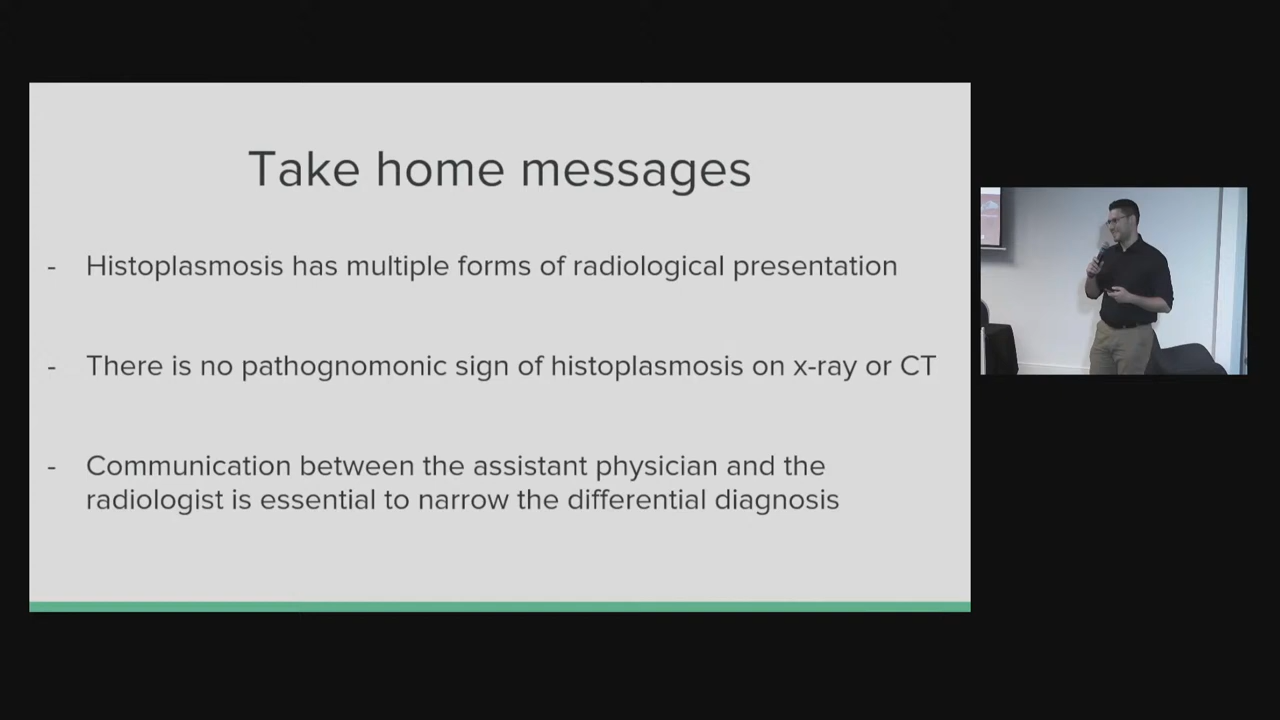 Take home messages
- Histoplasmosis has multiple forms of radiological presentation
- There is no pathognomonic sign of histoplasmosis on x-ray or CT
- Communication between the assistant physician and the
radiologist is essential to narrow the differential diagnosis